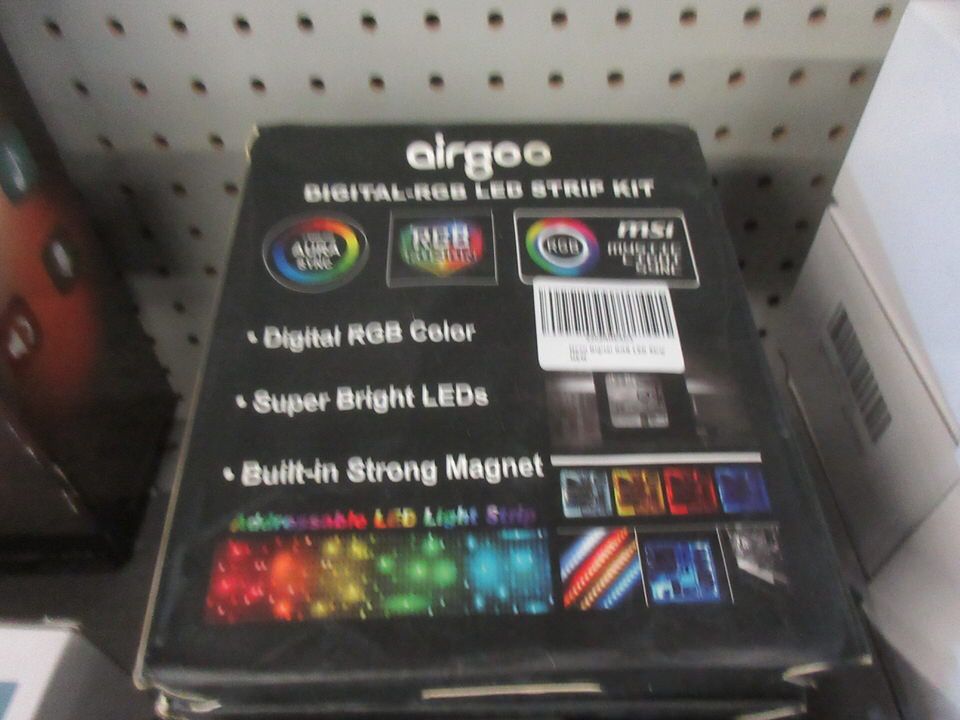 airgoo
DIGITAL-RGB LED STRIP KIT
AURA
SYNC
RGB
FUSION
RGB
msi
MYSTIC
LIGHT
SYNC
• Digital RGB Color
• Super Bright LEDs
• Built-in Strong Magnet
Addressable LED Light Strip